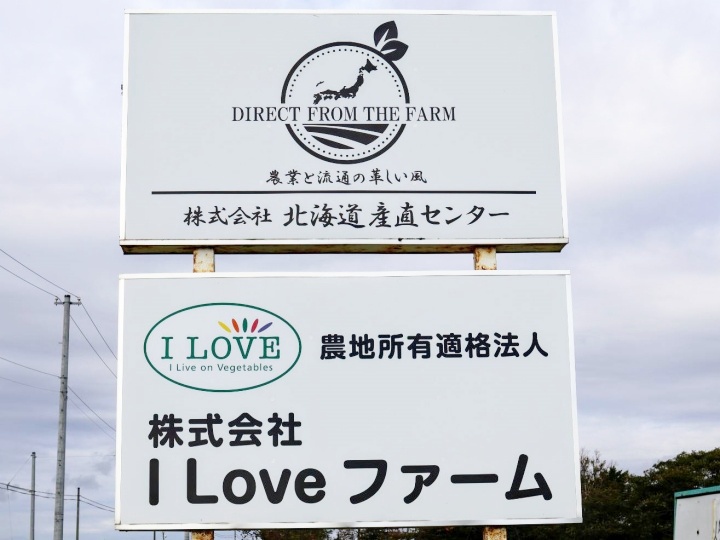 DIRECT FROM THE FARM
農業と流通の革しい風
株式会社 北海道産直センター
I LOVE
I Live on Vegetables
農地所有適格法人
株式会社
I Love ファーム